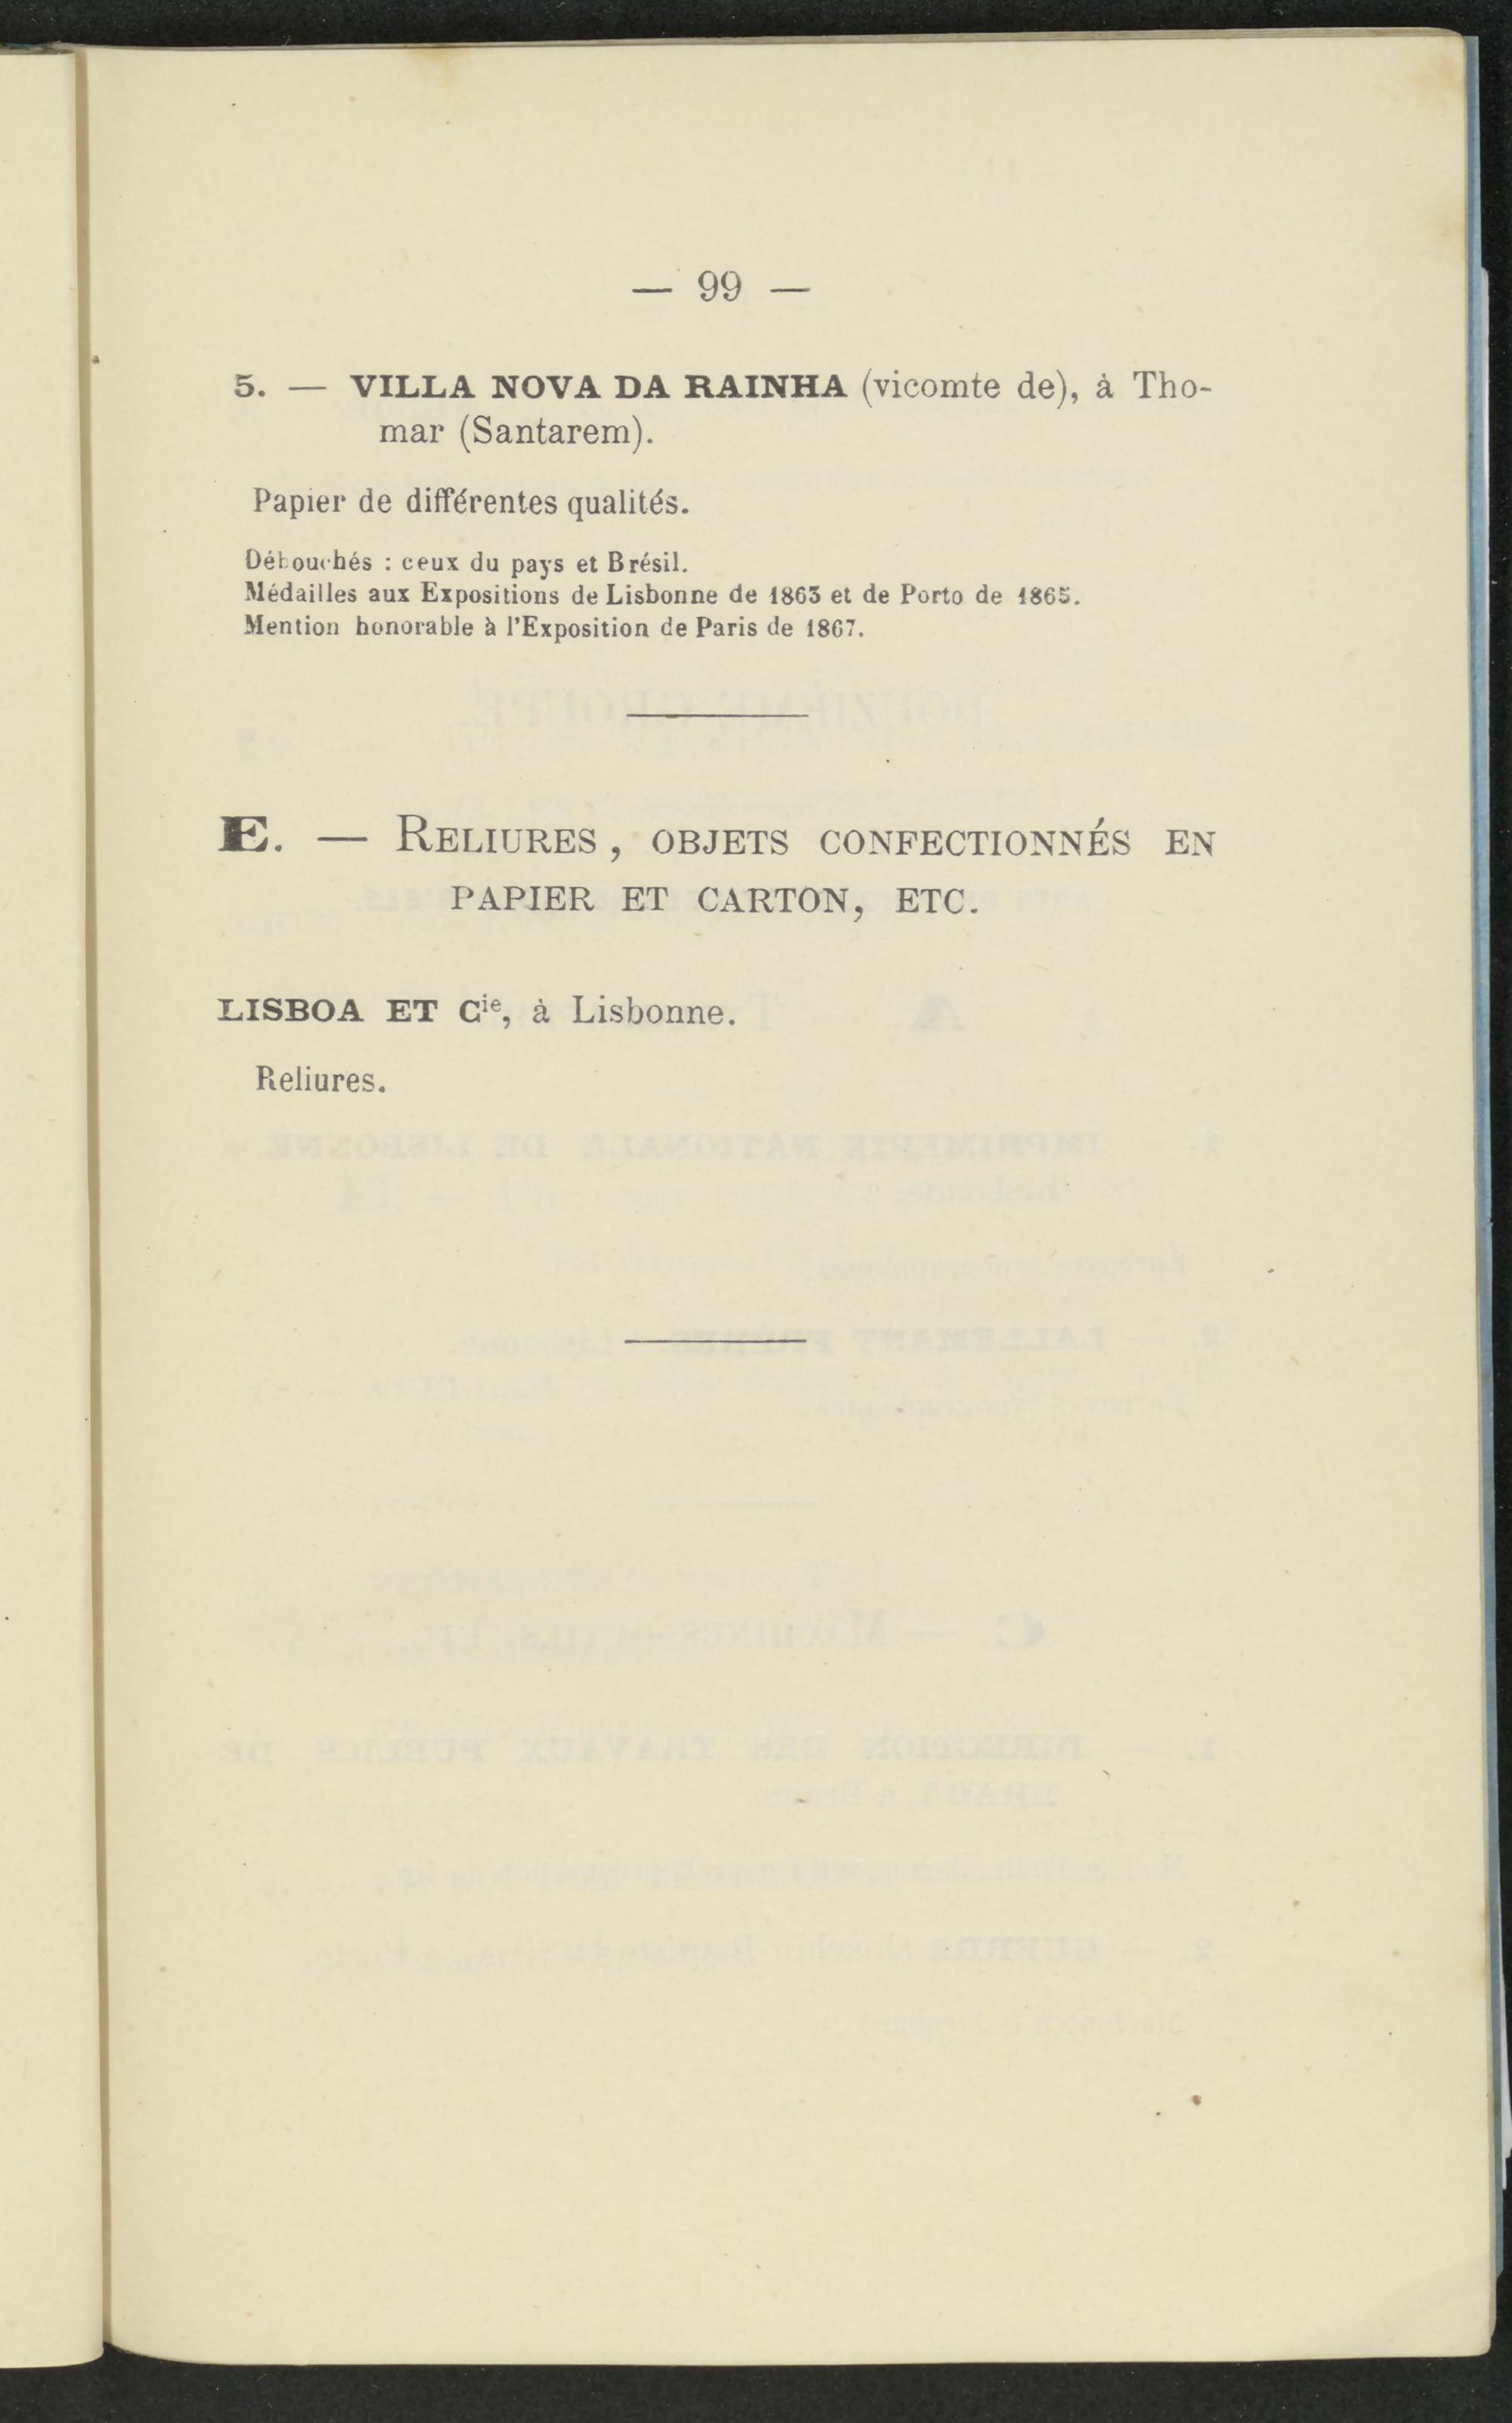 — 99 —
5. — VILLA NOVA DA RAINHA (vicomte de), à Tho-
mar (Santarem).
Papier de différentes qualités.
Débouchés : ceux du pays et Brésil.
Médailles aux Expositions de Lisbonne de 1863 et de Porto de 1865.
Mention honorable à l'Exposition de Paris de 1867.
E. — RELIURES, OBJETS CONFECTIONNÉS EN
PAPIER ET CARTON, ETC.
LISBOA ET Cie, à Lisbonne.
Reliures.